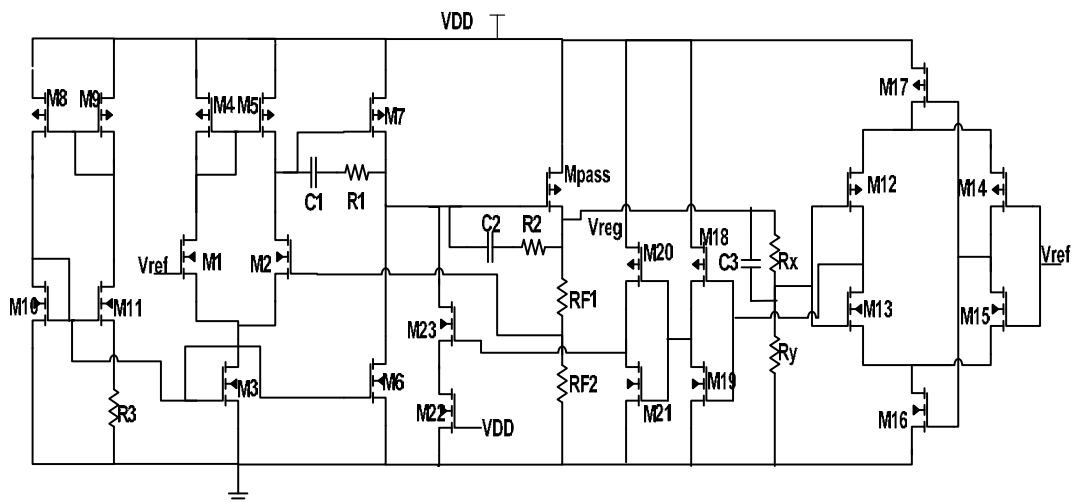 VDD
M8
M9
M4
M5
M7
M17
Mpass
M12
M14
C1
R1
C2
R2
Vreg
M18
M20
C3
Rx
Vref
M1
M2
Vref
RF1
M10
M11
M23
M13
M15
Ry
M3
M6
RF2
M21
M19
R3
M22
VDD
M16